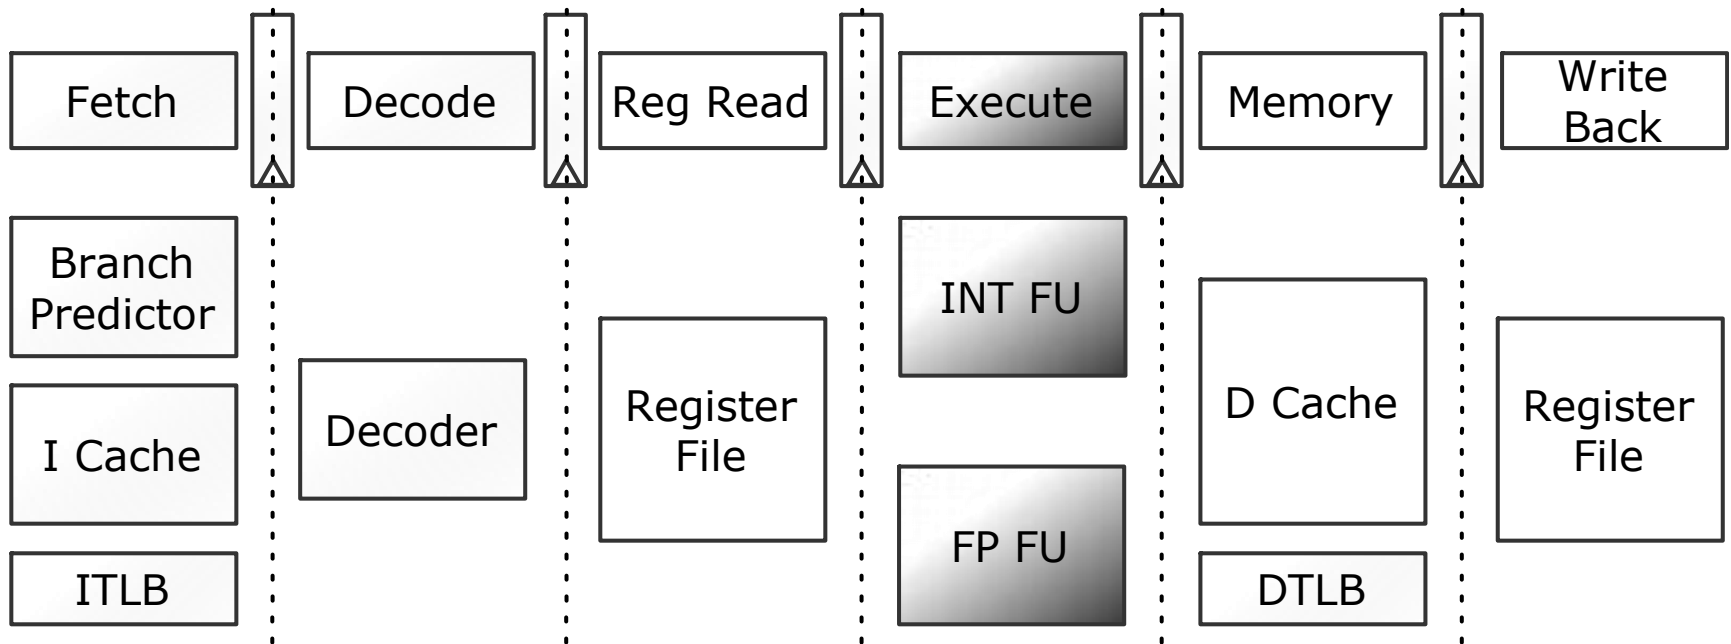 Fetch
Decode
Reg Read
Execute
Memory
Write
Back
Branch
Predictor
I Cache
ITLB
Decoder
Register
File
INT FU
FP FU
D Cache
DTLB
Register
File